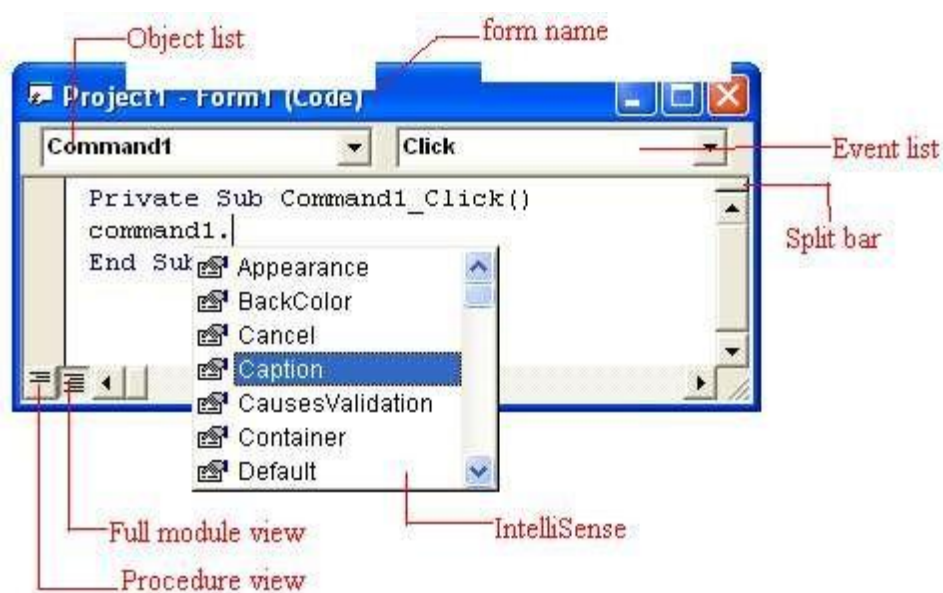 Object list
form name
Project1 - Form1 (Code)
Command1
Click
Event list
Private Sub Command1_Click()
command1.
End Sub
Split bar
Appearance
BackColor
Cancel
Caption
CausesValidation
Container
Default
Full module view
IntelliSense
Procedure view